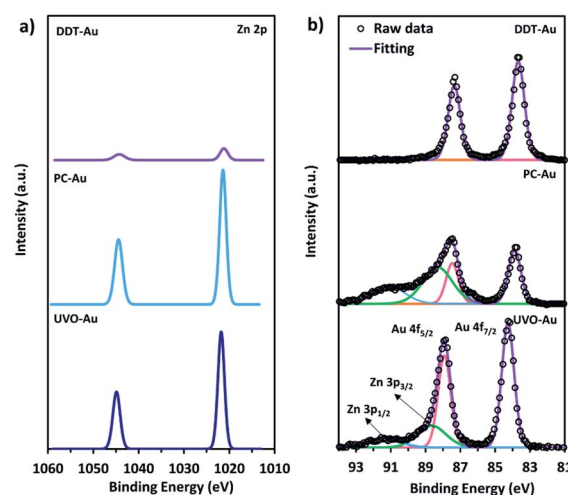 a)
DDT-Au
Zn 2p
PC-Au
UVO-Au
Intensity (a.u.)
1060 1050 1040 1030 1020 1010
Binding Energy (eV)
b)
Raw data
DDT-Au
Fitting
PC-Au
UVO-Au
Au 4f5/2
Au 4f7/2
Zn 3p3/2
Zn 3p1/2
Intensity (a.u.)
93 91 89 87 85 83 81
Binding Energy (eV)